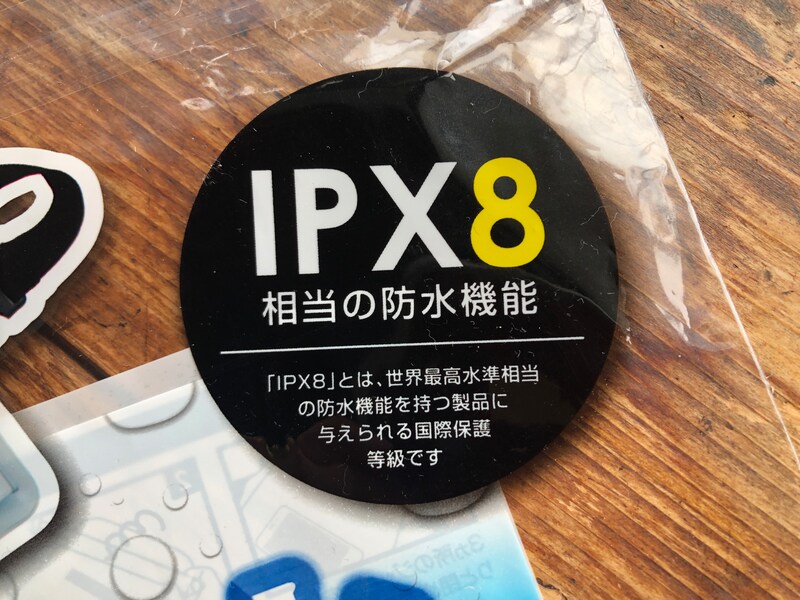 IPX8
相当の防水機能
「IPX8」とは、世界最高水準相当
の防水機能を持つ製品に
与えられる国際保護
等級です